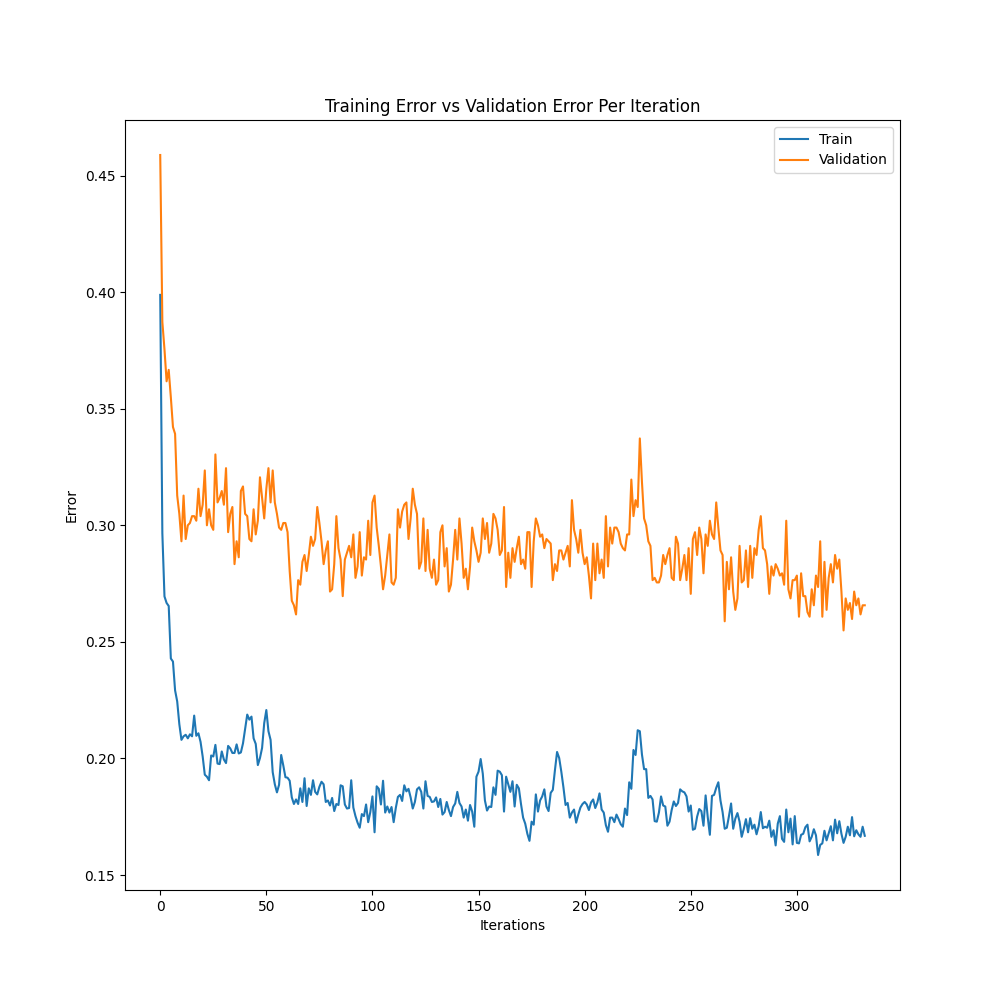 Training Error vs Validation Error Per Iteration
Train
Validation
0.45
0.40
0.35
0.30
0.25
0.20
0.15
Error
0 50 100 150 200 250 300
Iterations